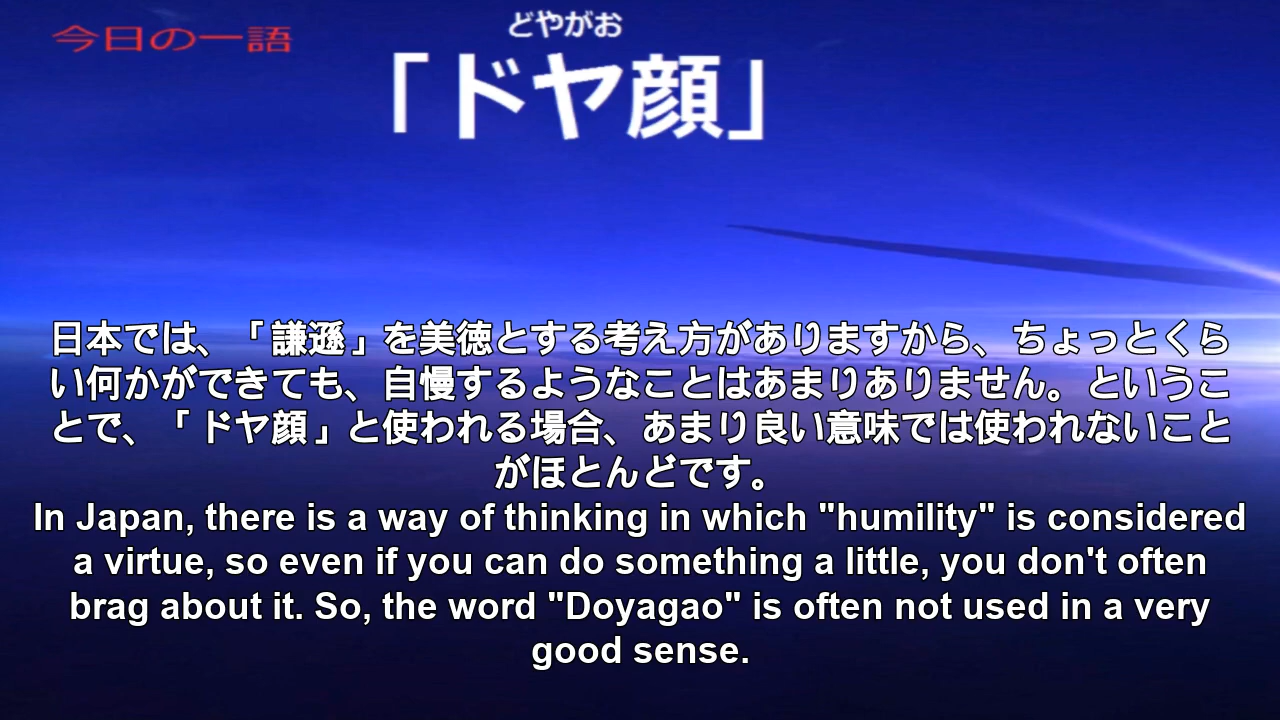 今日の一語
どやがお
「ドヤ顔」
日本では、「謙遜」を美徳とする考え方がありますから、ちょっとくら
い何かができても、自慢するようなことはあまりありません。というこ
とで、「ドヤ顔」と使われる場合、あまり良い意味では使われないこと
がほとんどです。
In Japan, there is a way of thinking in which "humility" is considered
a virtue, so even if you can do something a little, you don't often
brag about it. So, the word "Doyagao" is often not used in a very
good sense.